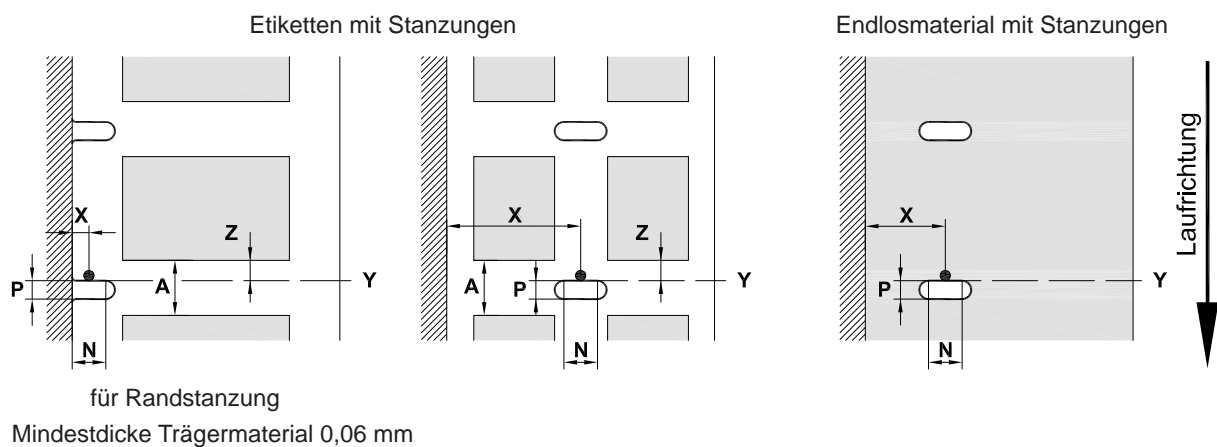 Etiketten mit Stanzungen
Endlosmaterial mit Stanzungen
X
Z
A
P
N
Y
X
Z
A
P
N
Y
X
P
N
Y
Laufrichtung
für Randstanzung
Mindestdicke Trägermaterial 0,06 mm